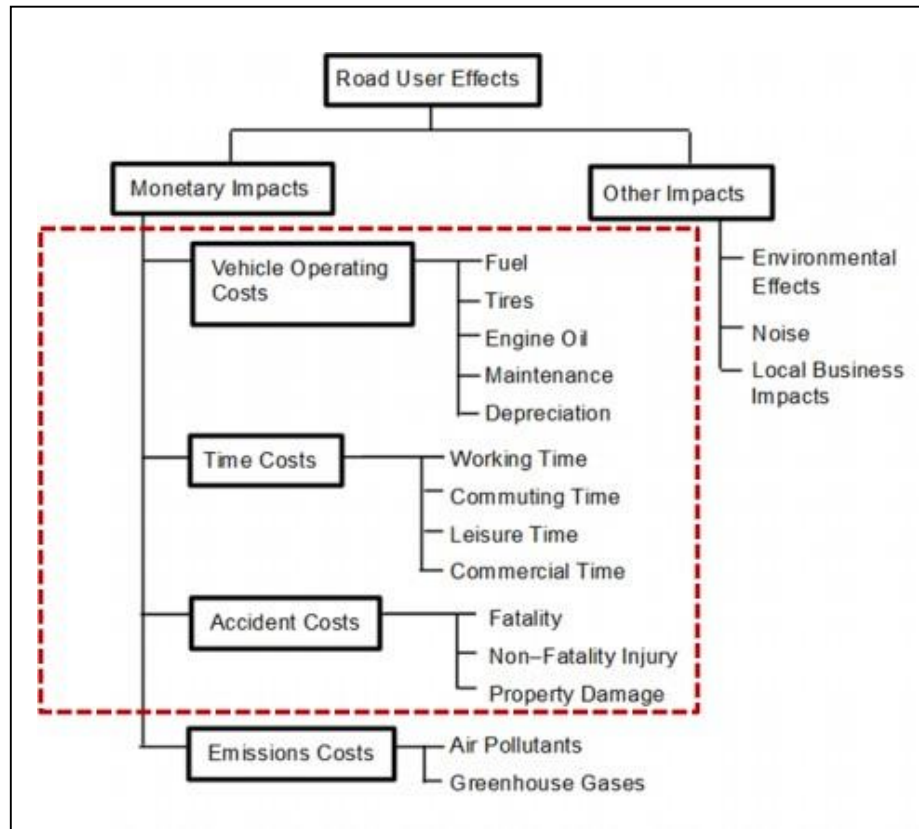 Road User Effects
Monetary Impacts
Other Impacts
Vehicle Operating
Costs
Fuel
Tires
Engine Oil
Maintenance
Depreciation
Time Costs
Working Time
Commuting Time
Leisure Time
Commercial Time
Accident Costs
Fatality
Non–Fatality Injury
Property Damage
Emissions Costs
Air Pollutants
Greenhouse Gases
Environmental
Effects
Noise
Local Business
Impacts